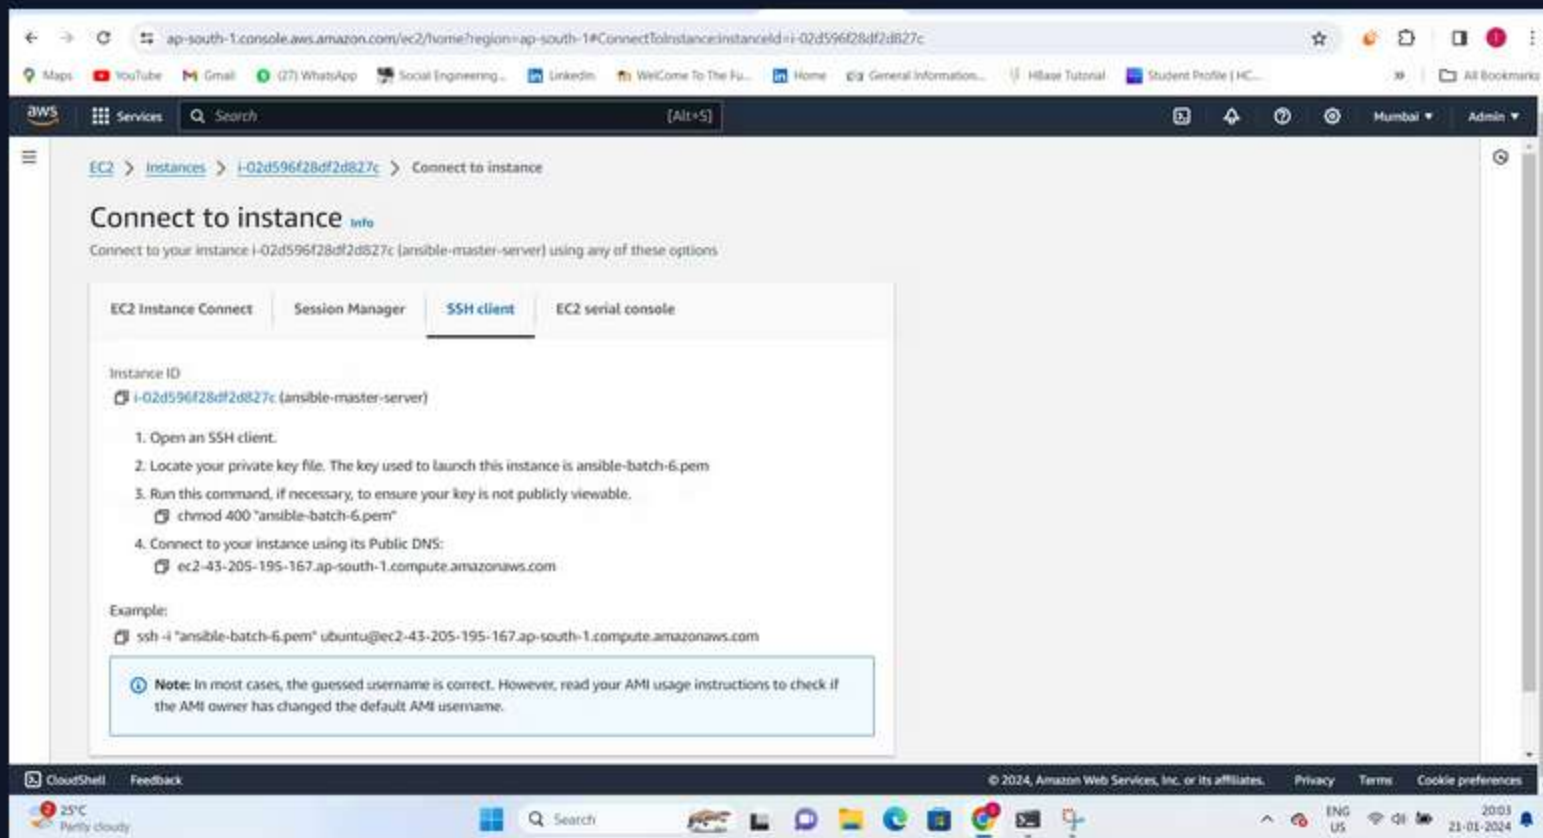 ap-south-1.console.aws.amazon.com/ec2/home?region=ap-south-1#ConnectToInstance:instanceId=i-02d596f28df2d827c
Maps YouTube Gmail (27) WhatsApp Social Engineering... LinkedIn WelCome To The Fu... Home General Information... HBase Tutorial Student Profile | HC... » All Bookmarks
aws Services Search [Alt+S] Mumbai ▼ Admin ▼
EC2 > Instances > i-02d596f28df2d827c > Connect to instance
Connect to instance Info
Connect to your instance i-02d596f28df2d827c (ansible-master-server) using any of these options
EC2 Instance Connect Session Manager SSH client EC2 serial console
Instance ID
i-02d596f28df2d827c (ansible-master-server)
1. Open an SSH client.
2. Locate your private key file. The key used to launch this instance is ansible-batch-6.pem
3. Run this command, if necessary, to ensure your key is not publicly viewable.
chmod 400 "ansible-batch-6.pem"
4. Connect to your instance using its Public DNS:
ec2-43-205-195-167.ap-south-1.compute.amazonaws.com
Example:
ssh -i "ansible-batch-6.pem" ubuntu@ec2-43-205-195-167.ap-south-1.compute.amazonaws.com
Note: In most cases, the guessed username is correct. However, read your AMI usage instructions to check if
the AMI owner has changed the default AMI username.
CloudShell Feedback © 2024, Amazon Web Services, Inc. or its affiliates. Privacy Terms Cookie preferences
2 25°C Search ENG 20:03
Partly cloudy US 21-01-2024